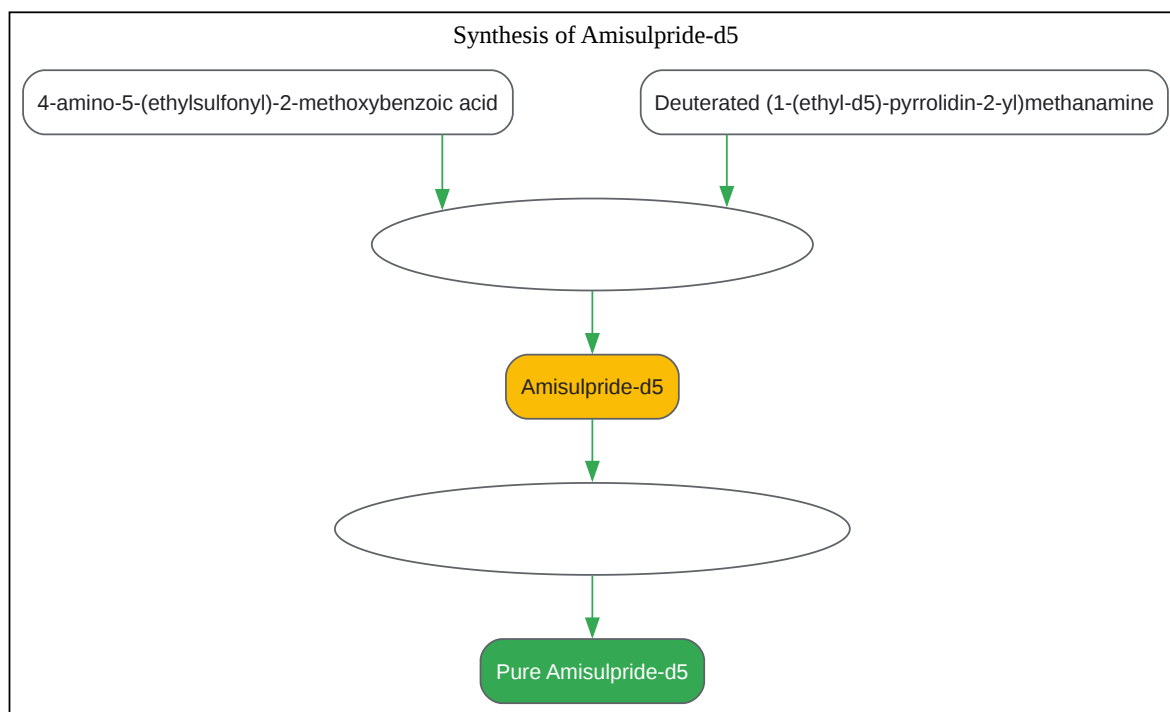 Synthesis of Amisulpride-d5
4-amino-5-(ethylsulfonyl)-2-methoxybenzoic acid
Deuterated (1-(ethyl-d5)-pyrrolidin-2-yl)methanamine
Amisulpride-d5
Pure Amisulpride-d5